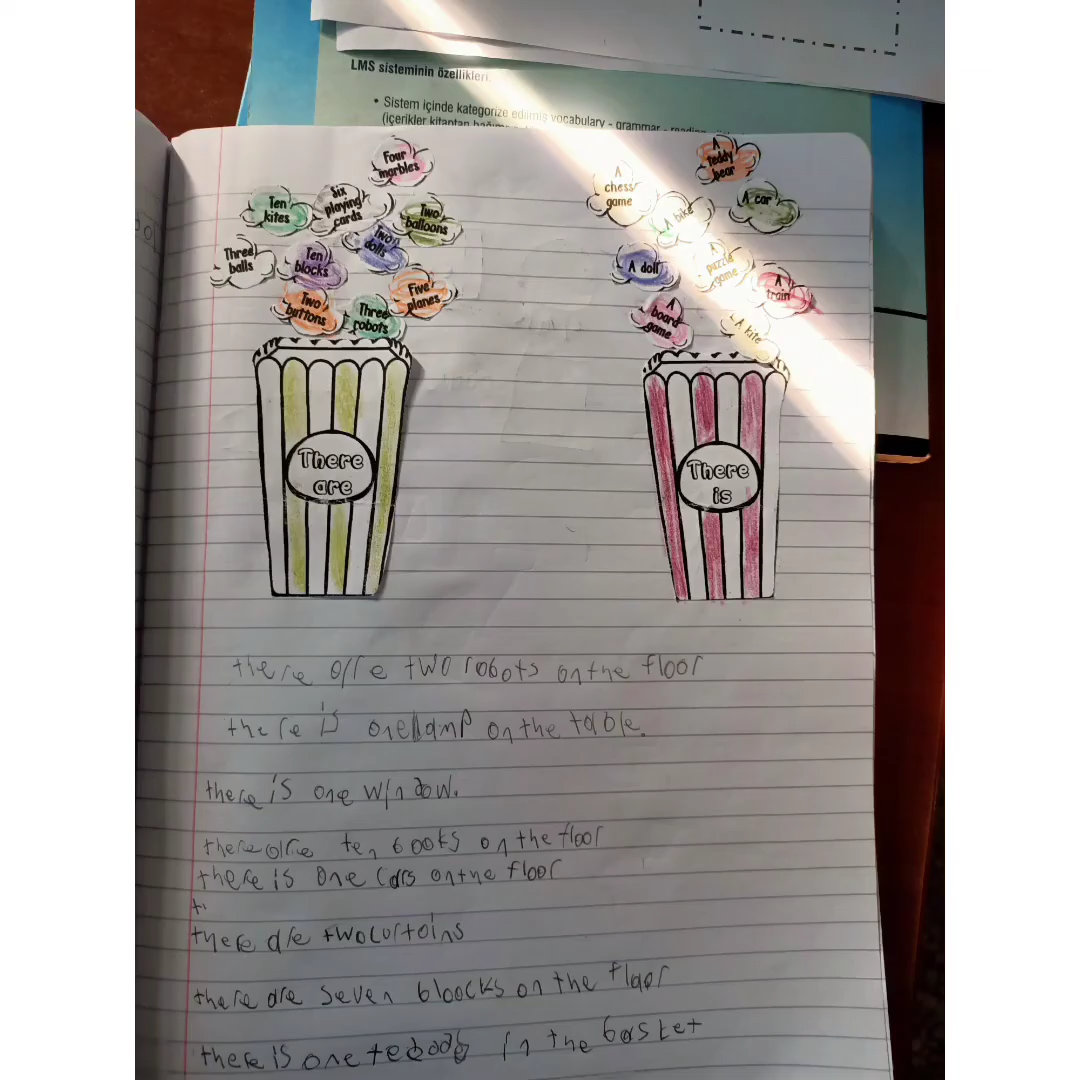 LMS sisteminin özellikleri:
• Sistem içinde kategorize edilmiş vocabulary - grammar - reading
(içerikler kitaptan
Four
marbles
Ten
kites
Six
playing
cards
Two
balloons
Two
dolls
Three
balls
Ten
blocks
Five
planes
Two
buttons
Three
robots
There
are
A
teddy
bear
A
chess
game
A bike
A car
A doll
A
puzzle
game
A
train
A
board
game
A kite
There
is
there are two robots on the floor
there is one lamp on the table.
there is one window.
there are ten books on the floor
there is one cars on the floor
t
there are two curtains
there are seven bloocks on the floor
there is one in the basket